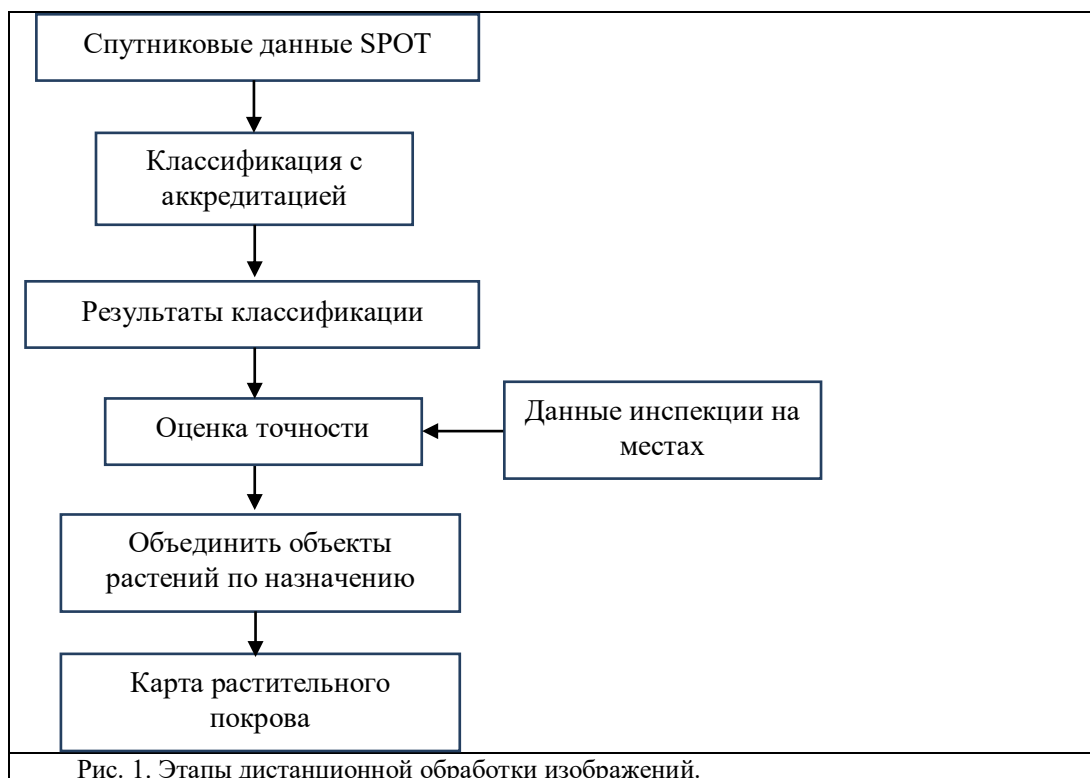 Спутниковые данные SPOT
Классификация с
аккредитацией
Результаты классификации
Оценка точности
Данные инспекции на
местах
Объединить объекты
растений по назначению
Карта растительного
покрова
Рис. 1. Этапы дистанционной обработки изображений.